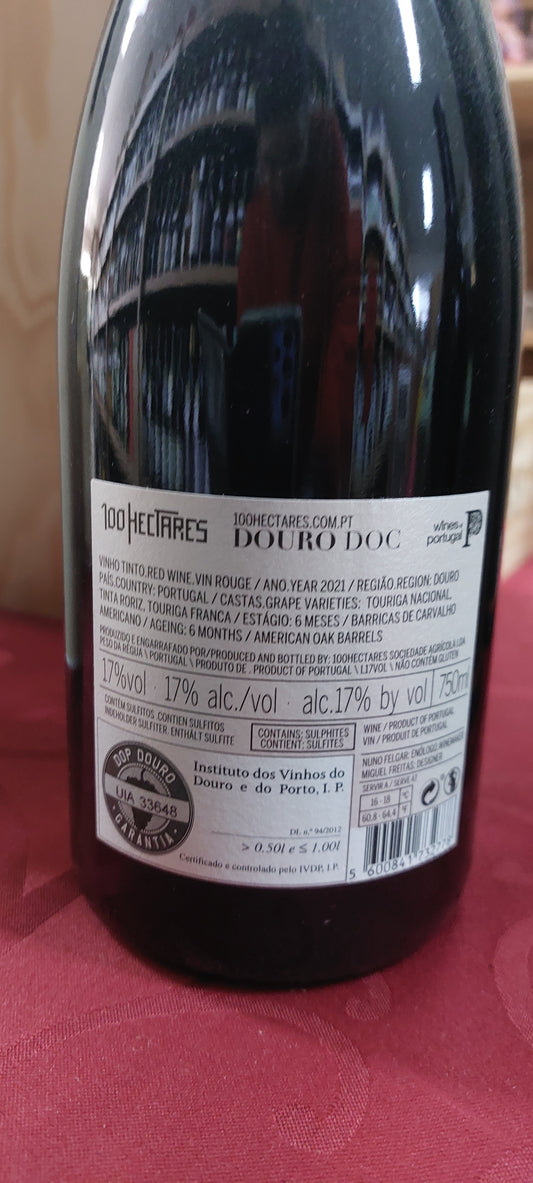 100HECTARES
100HECTARES.COM.PT
DOURO DOC
wines of
portugal
VINHO TINTO.RED WINE.VIN ROUGE / ANO.YEAR 2021 / REGIÃO.REGION: DOURO
PAÍS.COUNTRY: PORTUGAL / CASTAS.GRAPE VARIETIES: TOURIGA NACIONAL,
TINTA RORIZ, TOURIGA FRANCA / ESTÁGIO: 6 MESES / BARRICAS DE CARVALHO
AMERICANO / AGEING: 6 MONTHS / AMERICAN OAK BARRELS
PRODUZIDO E ENGARRAFADO POR/PRODUCED AND BOTTLED BY: 100HECTARES SOCIEDADE AGRÍCOLA LDA
PESO DA RÉGUA \ PORTUGAL \ PRODUTO DE . PRODUCT OF PORTUGAL \ L17VOL \ NÃO CONTÉM GLUTEN
17%vol · 17% alc./vol · alc.17% by vol 750ml
CONTÉM SULFITOS. CONTIEN SULFITOS
INDEHOLDER SULFITER. ENTHÄLT SULFITE
CONTAINS: SULPHITES
CONTIENT: SULFITES
WINE / PRODUCT OF PORTUGAL
VIN / PRODUIT DE PORTUGAL
NUNO FELGAR: ENÓLOGO.WINEMAKER
MIGUEL FREITAS: DESIGNER
SERVIR A / SERVE AT
16 - 18 °C
60.8 - 64.4 °F
DOP DOURO
UIA 33648
GARANTIA
Instituto dos Vinhos do
Douro e do Porto, I. P.
DL n.º 94/2012
> 0.50l e ≤ 1.00l
Certificado e controlado pelo IVDP, I.P.